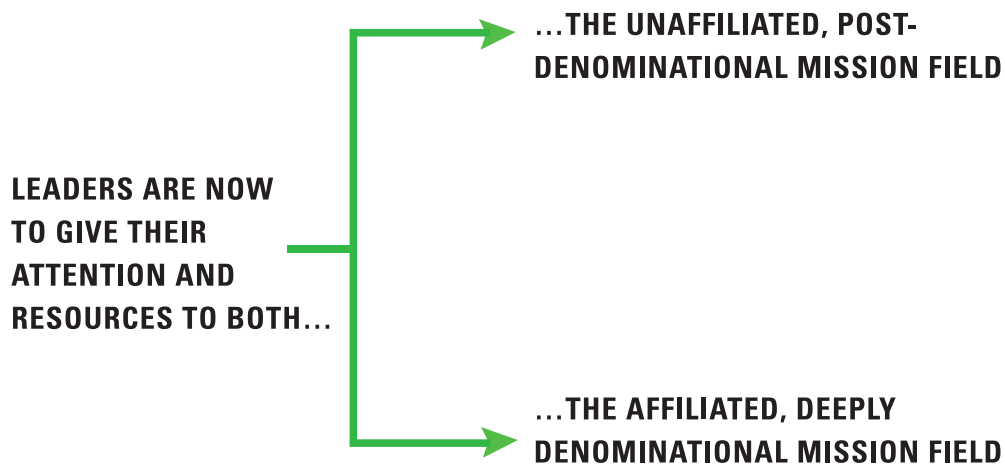 LEADERS ARE NOW
TO GIVE THEIR
ATTENTION AND
RESOURCES TO BOTH...
...THE UNAFFILIATED, POST-
DENOMINATIONAL MISSION FIELD
...THE AFFILIATED, DEEPLY
DENOMINATIONAL MISSION FIELD